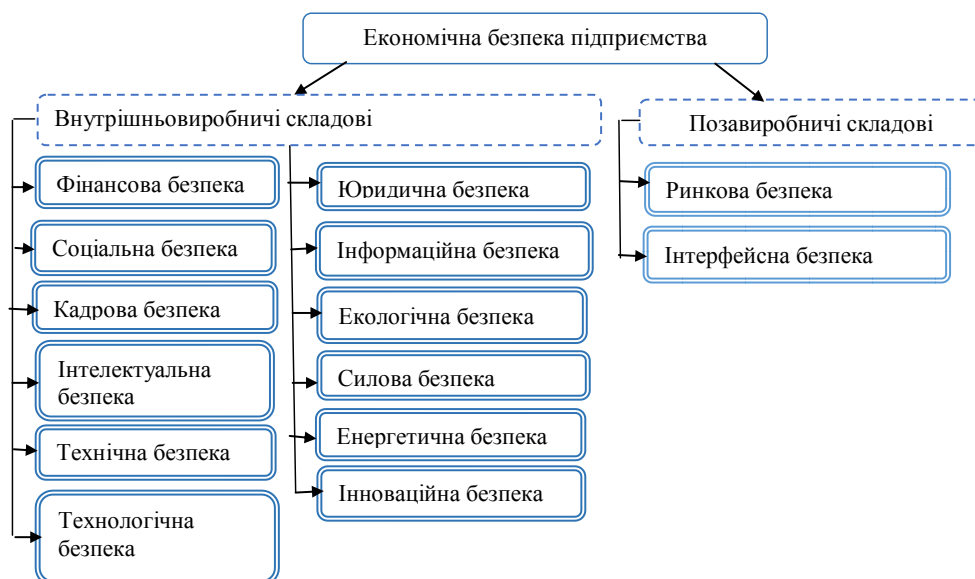 Економічна безпека підприємства
Внутрішньовиробничі складові
Фінансова безпека
Соціальна безпека
Кадрова безпека
Інтелектуальна
безпека
Технічна безпека
Технологічна
безпека
Юридична безпека
Інформаційна безпека
Екологічна безпека
Силова безпека
Енергетична безпека
Інноваційна безпека
Позавиробничі складові
Ринкова безпека
Інтерфейсна безпека